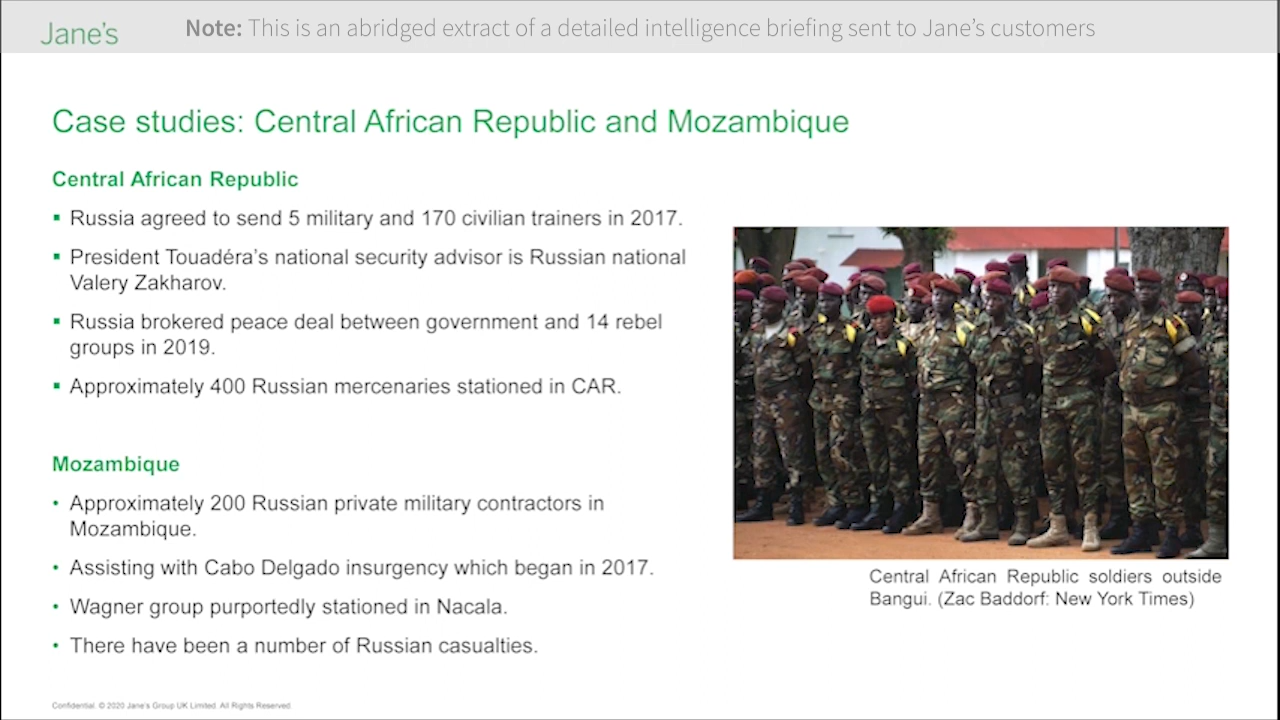 Jane's
Note: This is an abridged extract of a detailed intelligence briefing sent to Jane’s customers
Case studies: Central African Republic and Mozambique
Central African Republic
▪ Russia agreed to send 5 military and 170 civilian trainers in 2017.
▪ President Touadéra’s national security advisor is Russian national
Valery Zakharov.
▪ Russia brokered peace deal between government and 14 rebel
groups in 2019.
▪ Approximately 400 Russian mercenaries stationed in CAR.
Mozambique
• Approximately 200 Russian private military contractors in
Mozambique.
• Assisting with Cabo Delgado insurgency which began in 2017.
• Wagner group purportedly stationed in Nacala.
• There have been a number of Russian casualties.
Central African Republic soldiers outside
Bangui. (Zac Baddorf: New York Times)
Confidential. © 2020 Jane's Group UK Limited. All Rights Reserved.